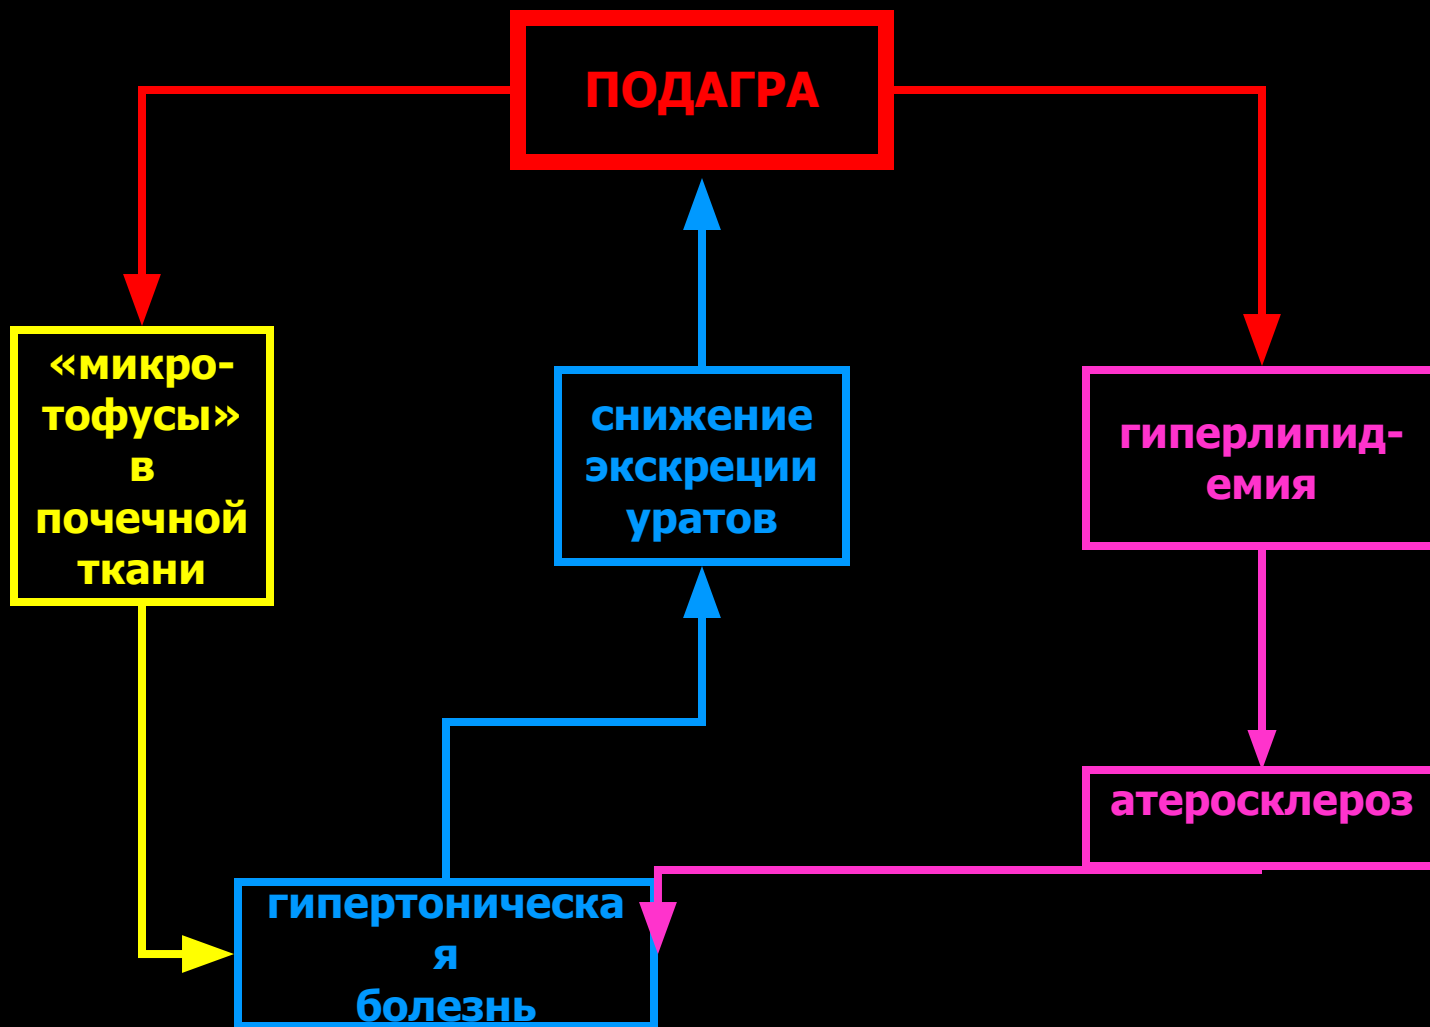 ПОДАГРА
«микро-
тофусы»
в
почечной
ткани
снижение
экскреции
уратов
гиперлипид-
емия
атеросклероз
гипертоническа
я
болезнь